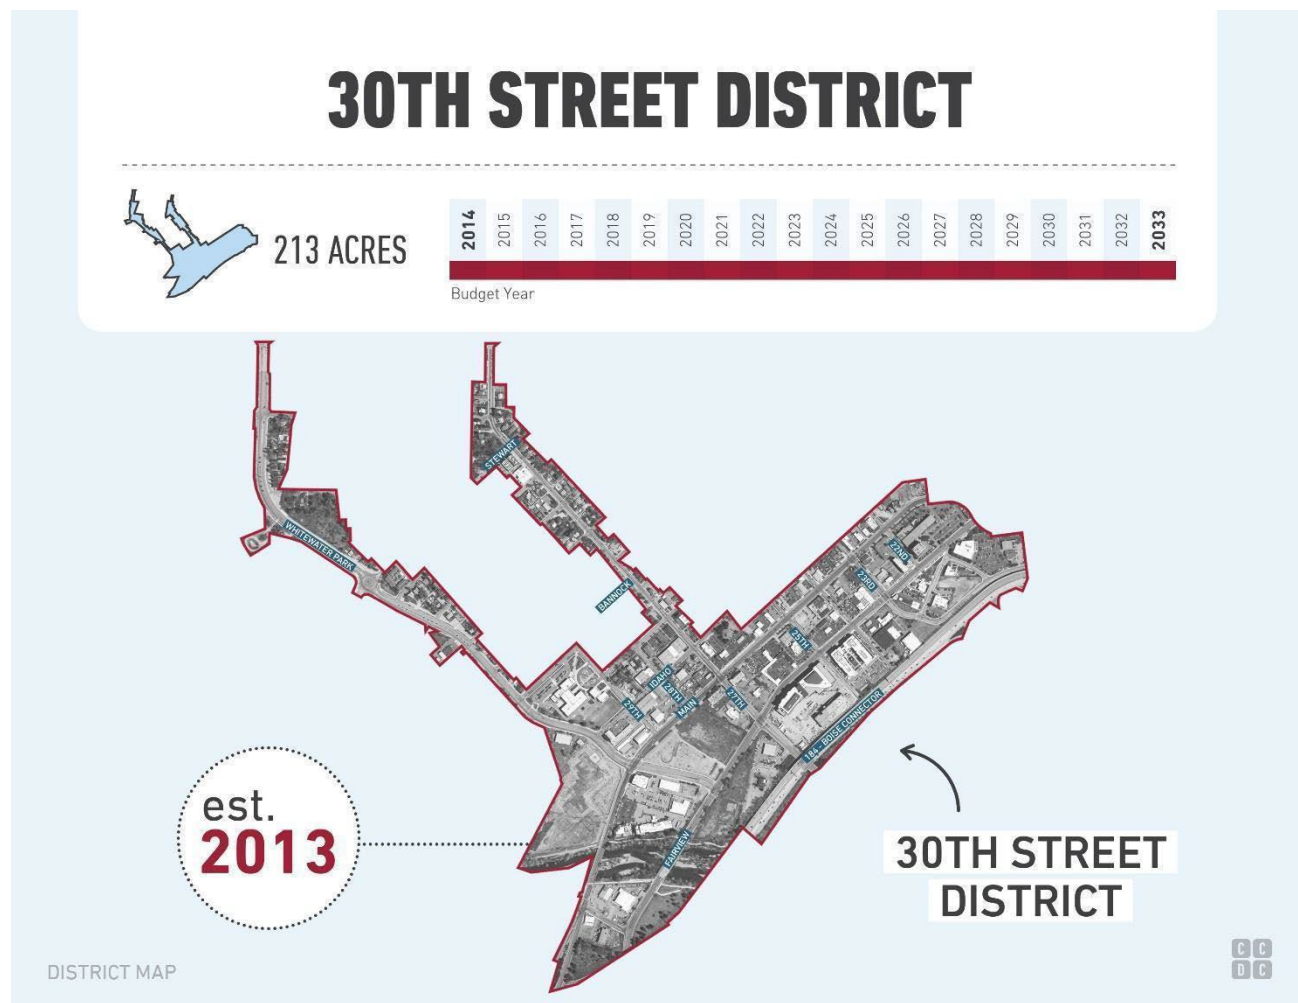 30TH STREET DISTRICT
213 ACRES
2014 2015 2016 2017 2018 2019 2020 2021 2022 2023 2024 2025 2026 2027 2028 2029 2030 2031 2032 2033
Budget Year
STEWART
WHITEWATER PARK
BANNOCK
22ND
23RD
25TH
IDAHO
28TH
27TH
29TH
MAIN
184 - BOISE CONNECTOR
FAIRVIEW
est.
2013
30TH STREET
DISTRICT
DISTRICT MAP
CC
DC